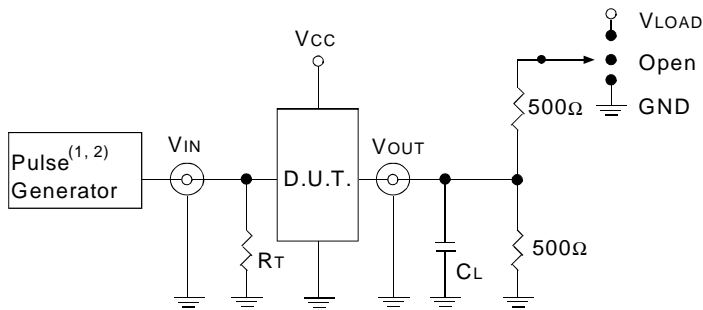 VLOAD
VCC
Open
500Ω
GND
VIN
VOUT
Pulse(1, 2)
Generator
D.U.T.
RT
CL
500Ω